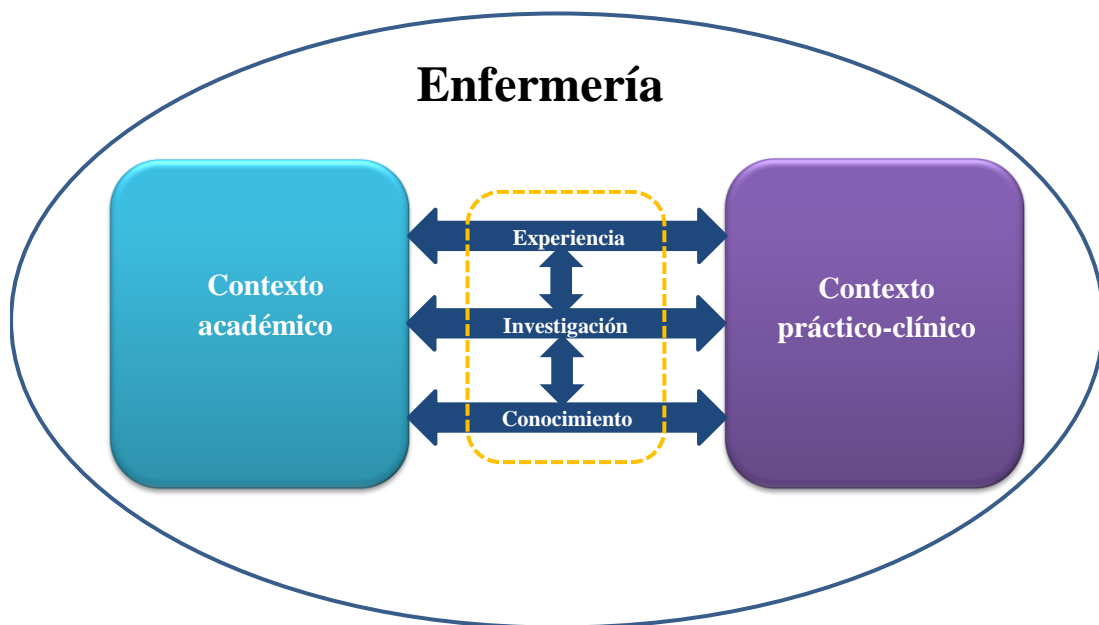 Enfermería
Contexto
académico
Experiencia
Investigación
Conocimiento
Contexto
práctico-clínico